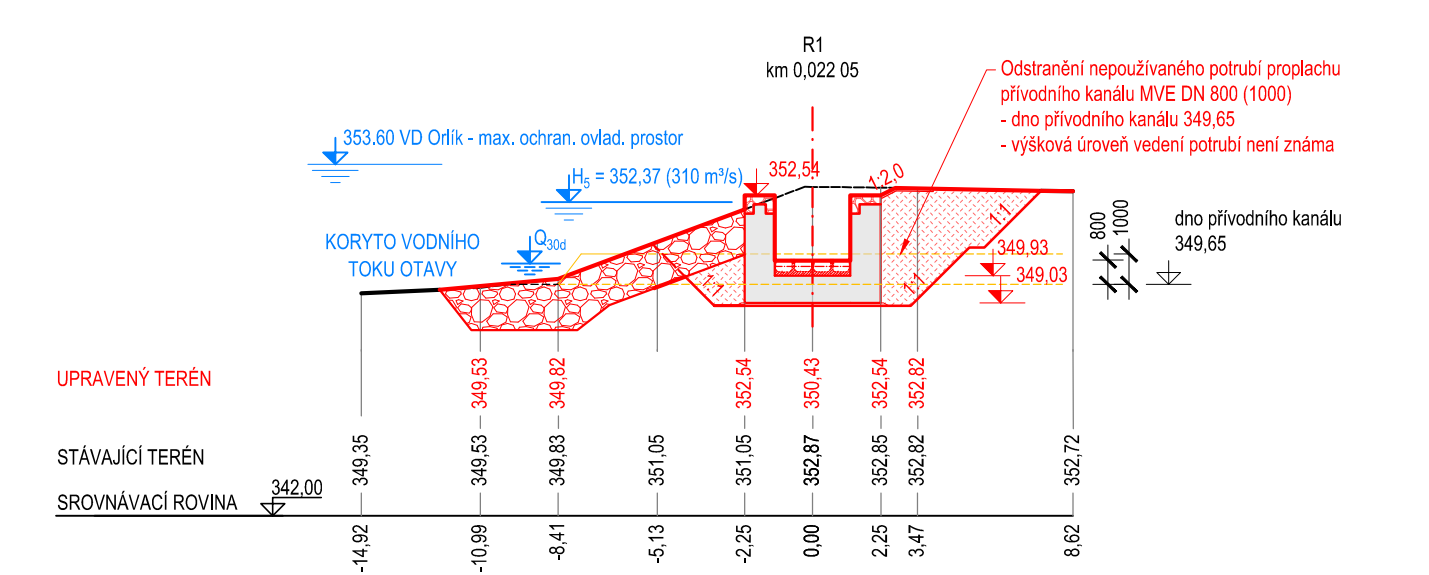 R1
km 0,022 05
Odstranění nepoužívaného potrubí proplachu
přívodního kanálu MVE DN 800 (1000)
- dno přívodního kanálu 349,65
- výšková úroveň vedení potrubí není známa
353.60 VD Orlík - max. ochran. ovlad. prostor
H₅ = 352,37 (310 m³/s)
352,54
1:2,0
1:1
KORYTO VODNÍHO
TOKU OTAVY
Q30d
800
1000
dno přívodního kanálu
349,65
349,93
349,03
1:1
1:1
UPRAVENÝ TERÉN
349,53
349,82
352,54
350,43
352,54
352,82
STÁVAJÍCÍ TERÉN
349,35
349,53
349,83
351,05
351,05
352,87
352,85
352,82
352,72
SROVNÁVACÍ ROVINA
342,00
-14,92
-10,99
-8,41
-5,13
-2,25
0,00
2,25
3,47
8,62